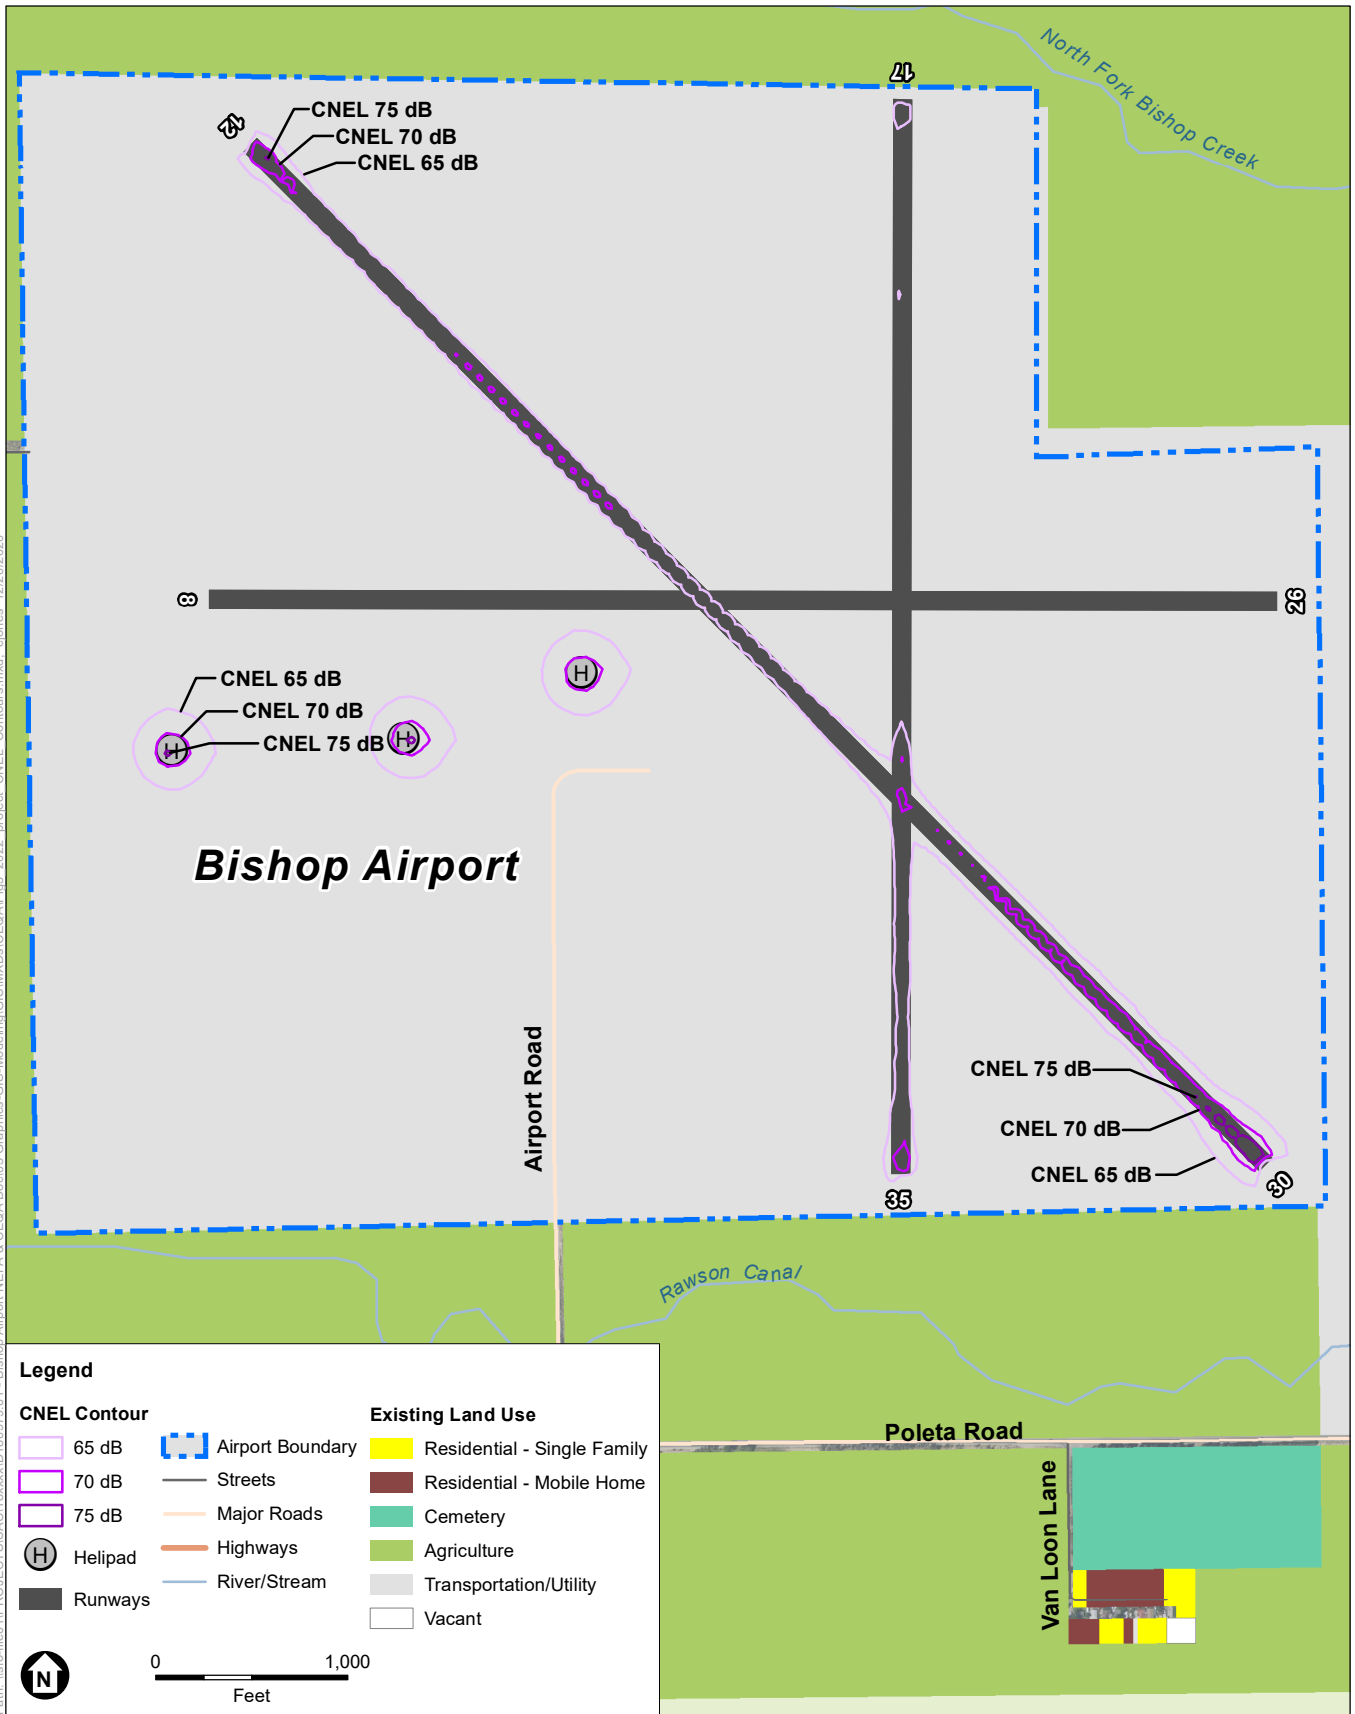 North Fork Bishop Creek
17
12
CNEL 75 dB
CNEL 70 dB
CNEL 65 dB
8
26
CNEL 65 dB
CNEL 70 dB
CNEL 75 dB
H
H
H
Bishop Airport
Airport Road
CNEL 75 dB
CNEL 70 dB
CNEL 65 dB
30
35
Rawson Canal
Poleta Road
Van Loon Lane
Legend
CNEL Contour
65 dB
70 dB
75 dB
H Helipad
Runways
Airport Boundary
Streets
Major Roads
Highways
River/Stream
Existing Land Use
Residential - Single Family
Residential - Mobile Home
Cemetery
Agriculture
Transportation/Utility
Vacant
N
0 1,000
Feet